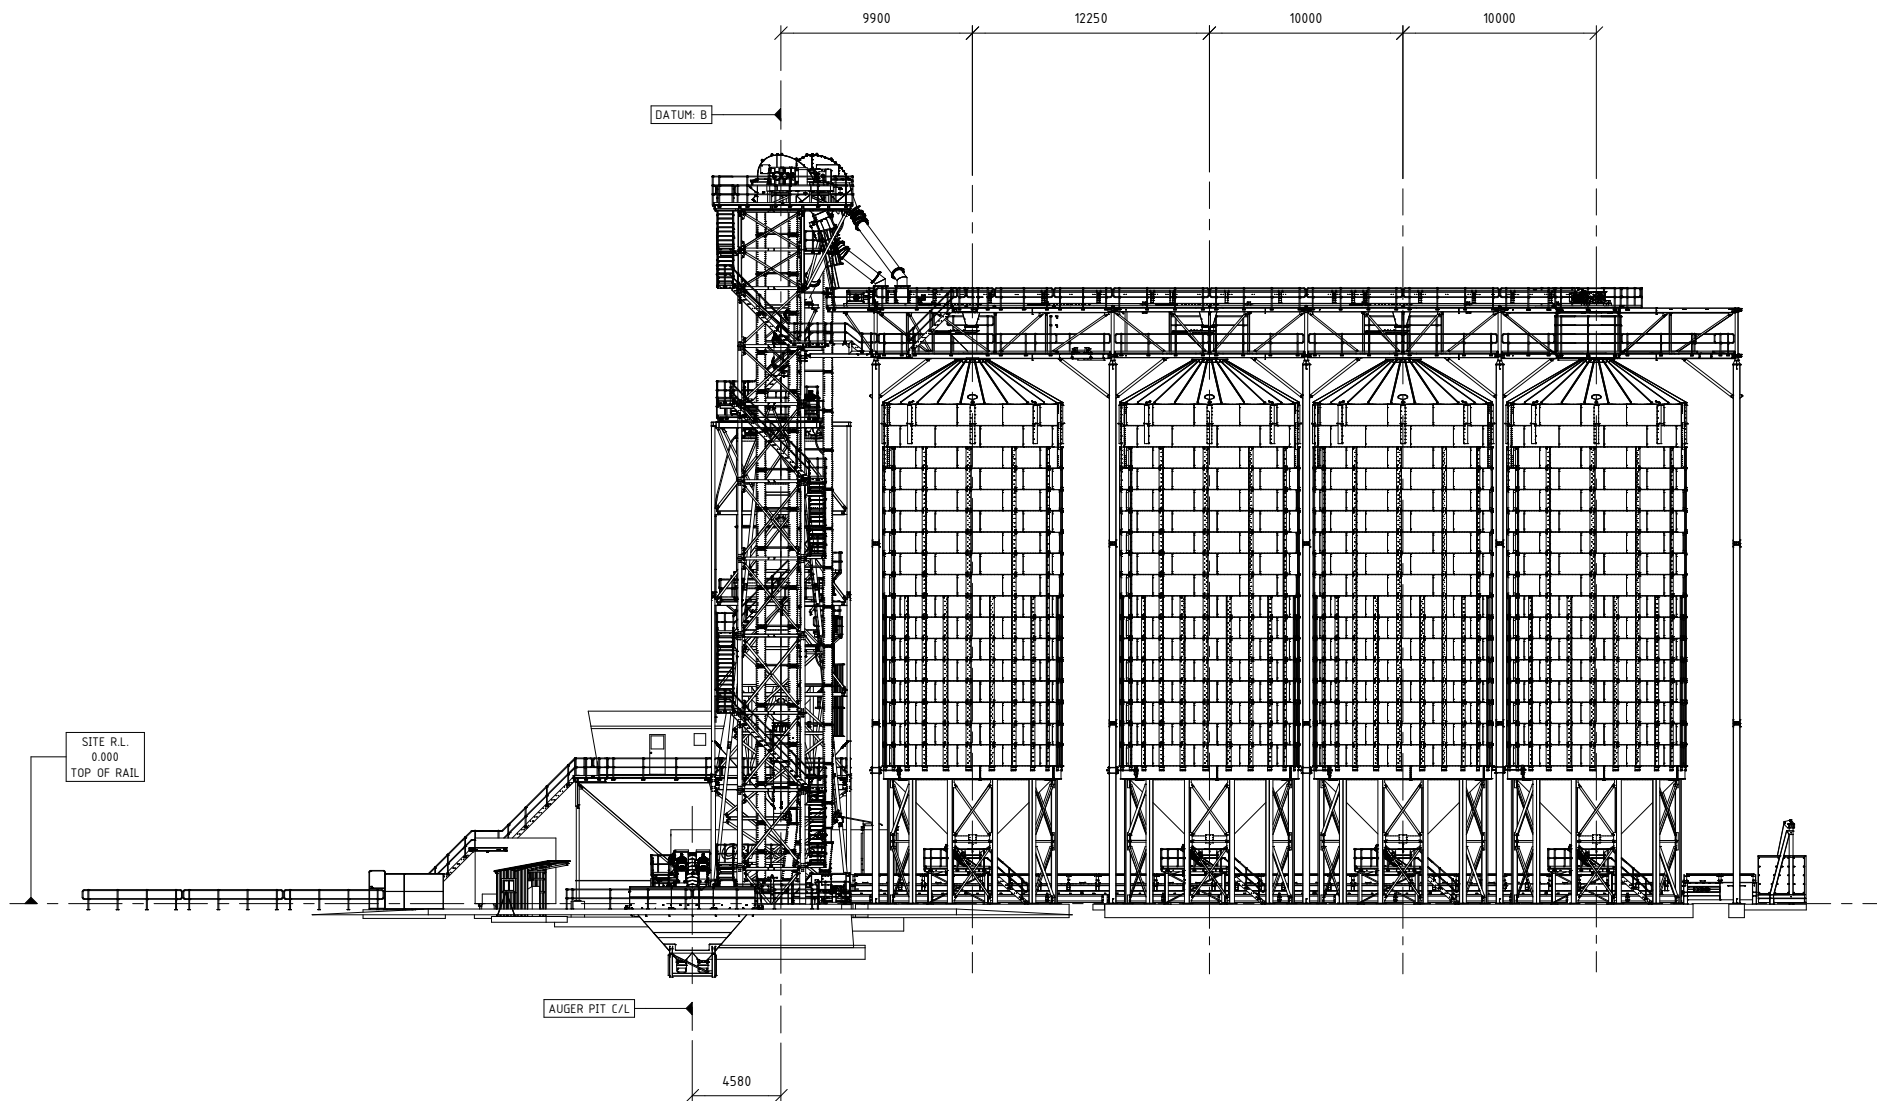 9900
12250
10000
10000
DATUM: B
SITE R.L.
0.000
TOP OF RAIL
AUGER PIT C/L
4580